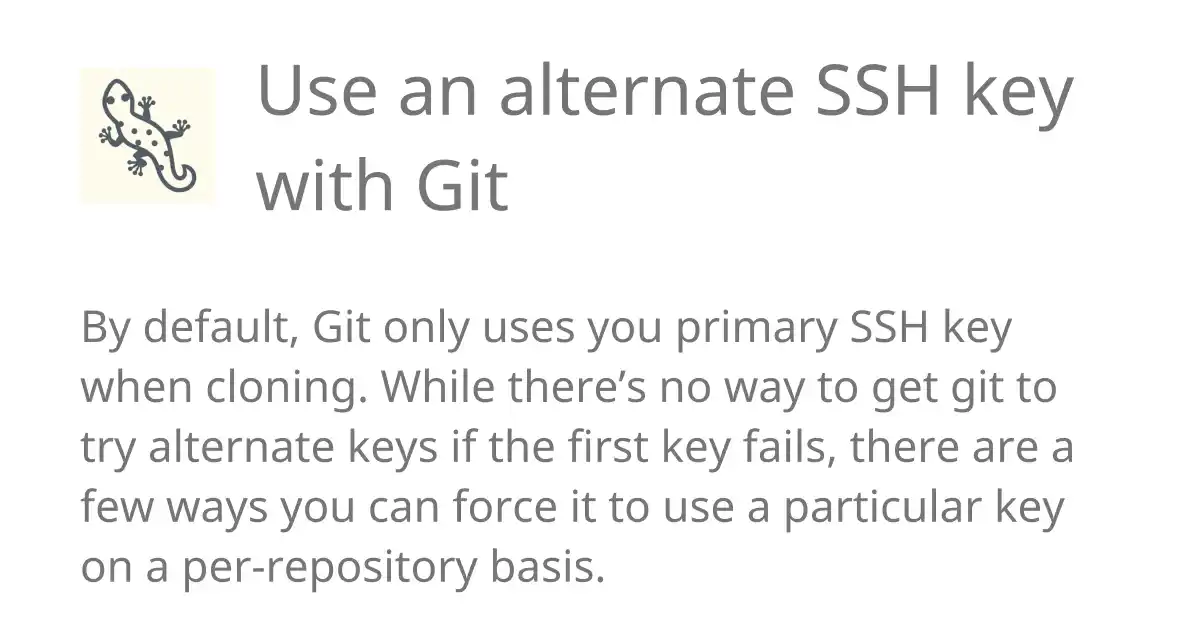 Use an alternate SSH key
with Git
By default, Git only uses you primary SSH key
when cloning. While there’s no way to get git to
try alternate keys if the first key fails, there are a
few ways you can force it to use a particular key
on a per-repository basis.